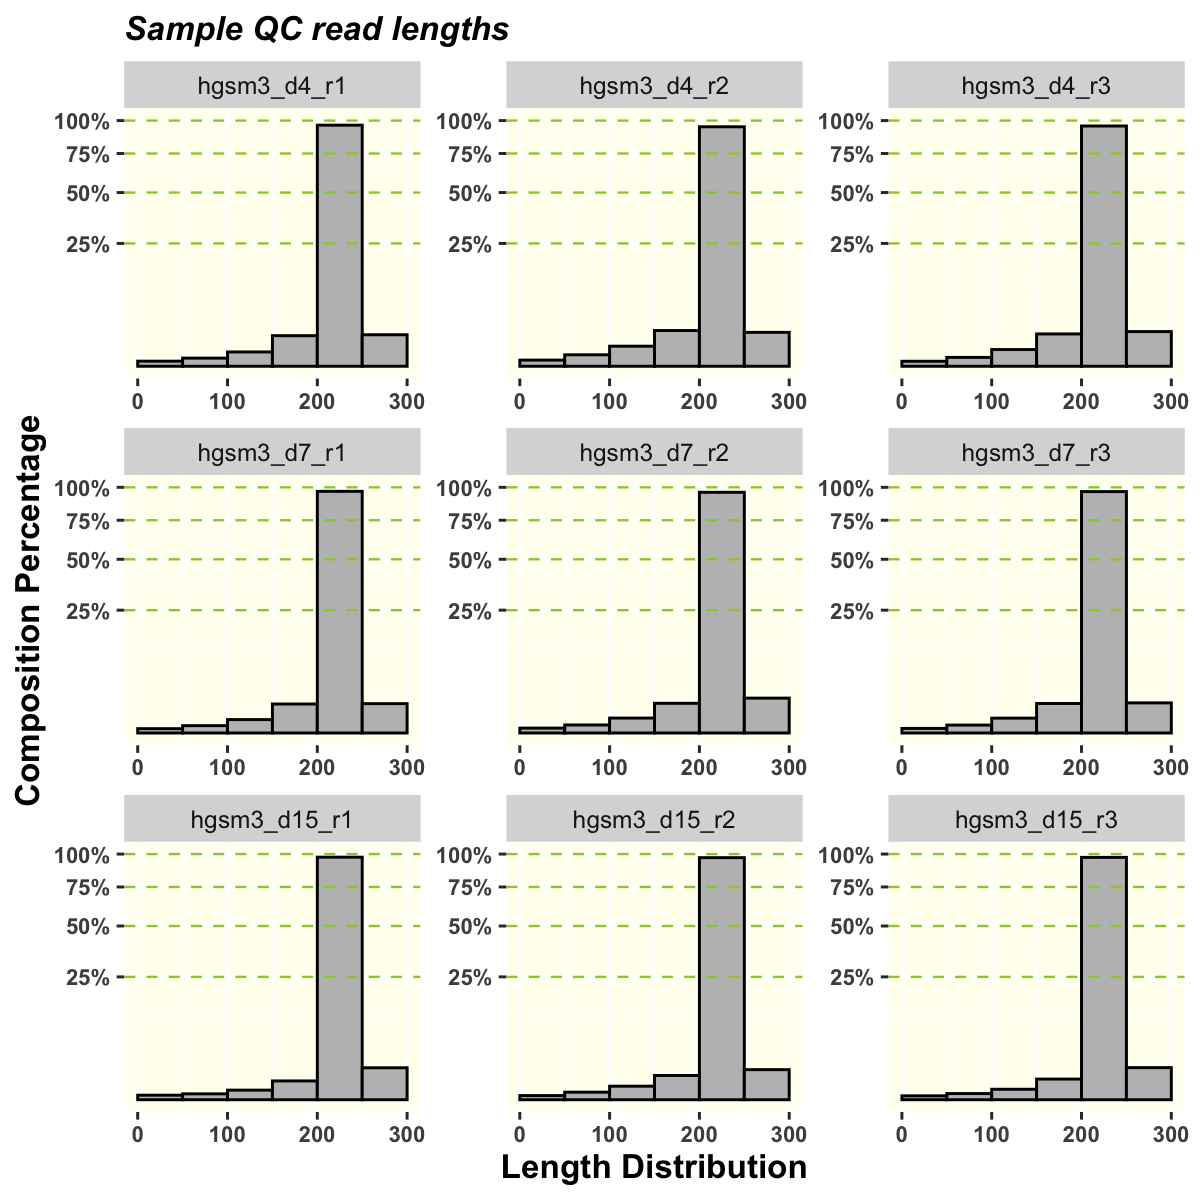 Sample QC read lengths
hgsm3_d4_r1 hgsm3_d4_r2 hgsm3_d4_r3
100% 100% 100%
75% 75% 75%
50% 50% 50%
25% 25% 25%
0 100 200 300 0 100 200 300 0 100 200 300
Composition Percentage
hgsm3_d7_r1 hgsm3_d7_r2 hgsm3_d7_r3
100% 100% 100%
75% 75% 75%
50% 50% 50%
25% 25% 25%
0 100 200 300 0 100 200 300 0 100 200 300
hgsm3_d15_r1 hgsm3_d15_r2 hgsm3_d15_r3
100% 100% 100%
75% 75% 75%
50% 50% 50%
25% 25% 25%
0 100 200 300 0 100 200 300 0 100 200 300
Length Distribution